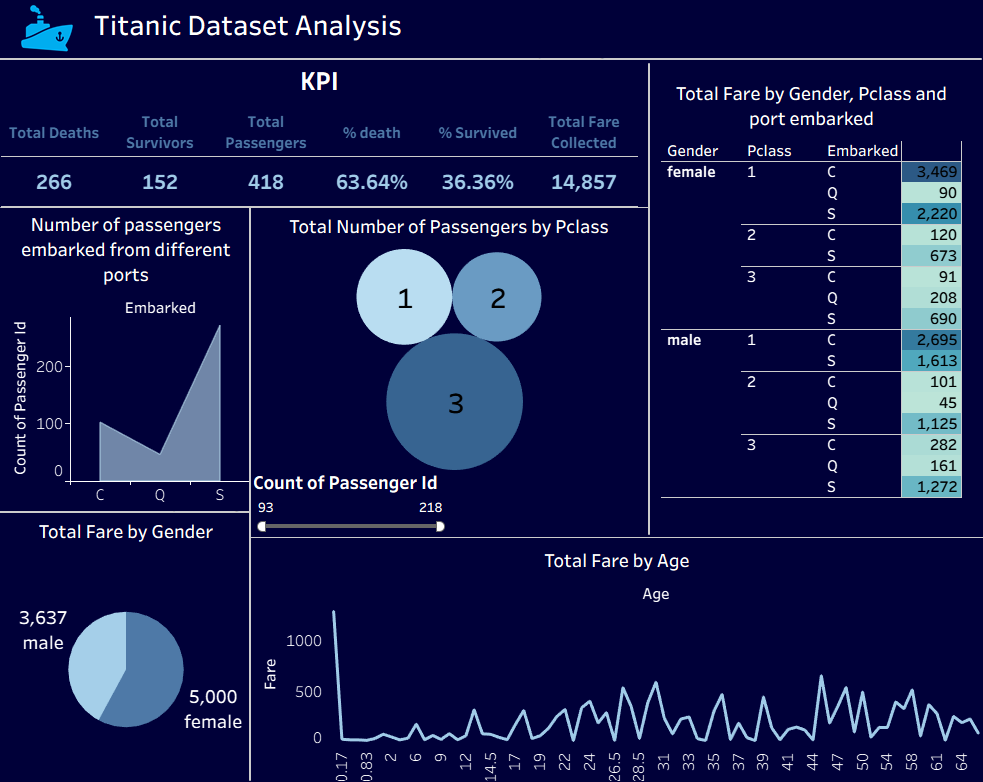 Titanic Dataset Analysis
KPI
Total Deaths
Total
Survivors
Total
Passengers
% death
% Survived
Total Fare
Collected
266 152 418 63.64% 36.36% 14,857
Number of passengers
embarked from different
ports
Embarked
Count of Passenger Id
200
100
0
C Q S
Total Number of Passengers by Pclass
1
2
3
Count of Passenger Id
93 218
Total Fare by Gender, Pclass and
port embarked
Gender Pclass Embarked
female 1 C 3,469
Q 90
S 2,220
2 C 120
S 673
3 C 91
Q 208
S 690
male 1 C 2,695
S 1,613
2 C 101
Q 45
S 1,125
3 C 282
Q 161
S 1,272
Total Fare by Gender
3,637
male
5,000
female
Total Fare by Age
Age
Fare
1000
500
0
0.17 0.83 2 6 9 12 14.5 17 19 22 24 26.5 28.5 31 33 35 37 39 41 44 47 50 54 58 61 64